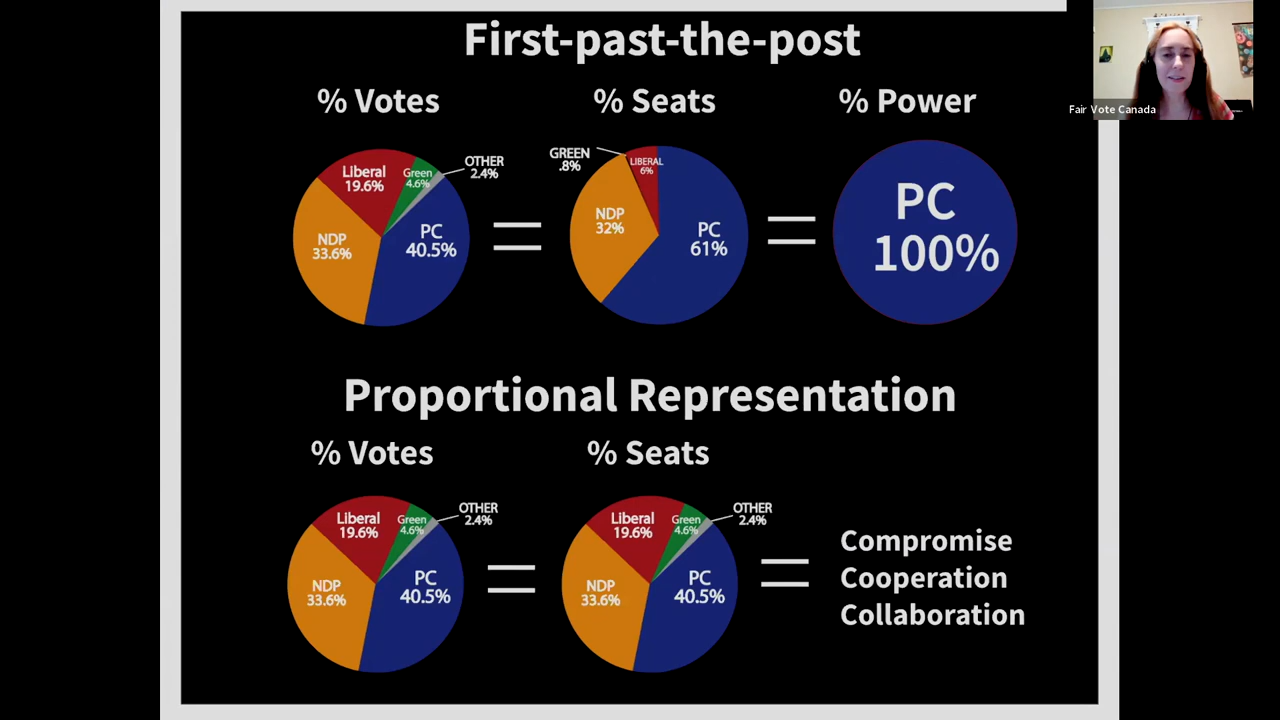 First-past-the-post
% Votes
% Seats
% Power
Liberal
19.6%
Green
4.6%
OTHER
2.4%
NDP
33.6%
PC
40.5%
=
GREEN
.8%
LIBERAL
6%
NDP
32%
PC
61%
=
PC
100%
Proportional Representation
% Votes
% Seats
Liberal
19.6%
Green
4.6%
OTHER
2.4%
NDP
33.6%
PC
40.5%
=
Liberal
19.6%
Green
4.6%
OTHER
2.4%
NDP
33.6%
PC
40.5%
=
Compromise
Cooperation
Collaboration
Fair Vote Canada